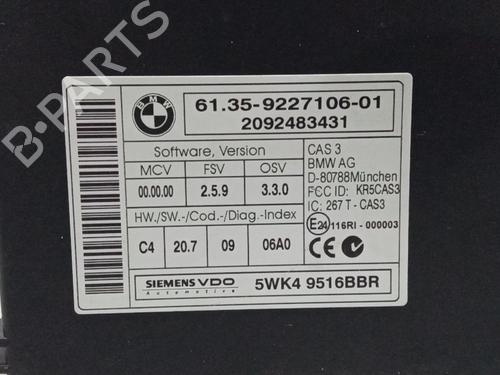 B-PARTS
BMW
61.35-9227106-01
2092483431
Software, Version
MCV FSV OSV
00.00.00 2.5.9 3.3.0
HW./SW.-/Cod.-/Diag.-Index
C4 20.7 09 06A0
CAS 3
BMW AG
D-80788München
FCC ID: KR5CAS3
IC: 267 T - CAS3
E24 116RI - 000003
CE
SIEMENS VDO
Automotive
5WK4 9516BBR